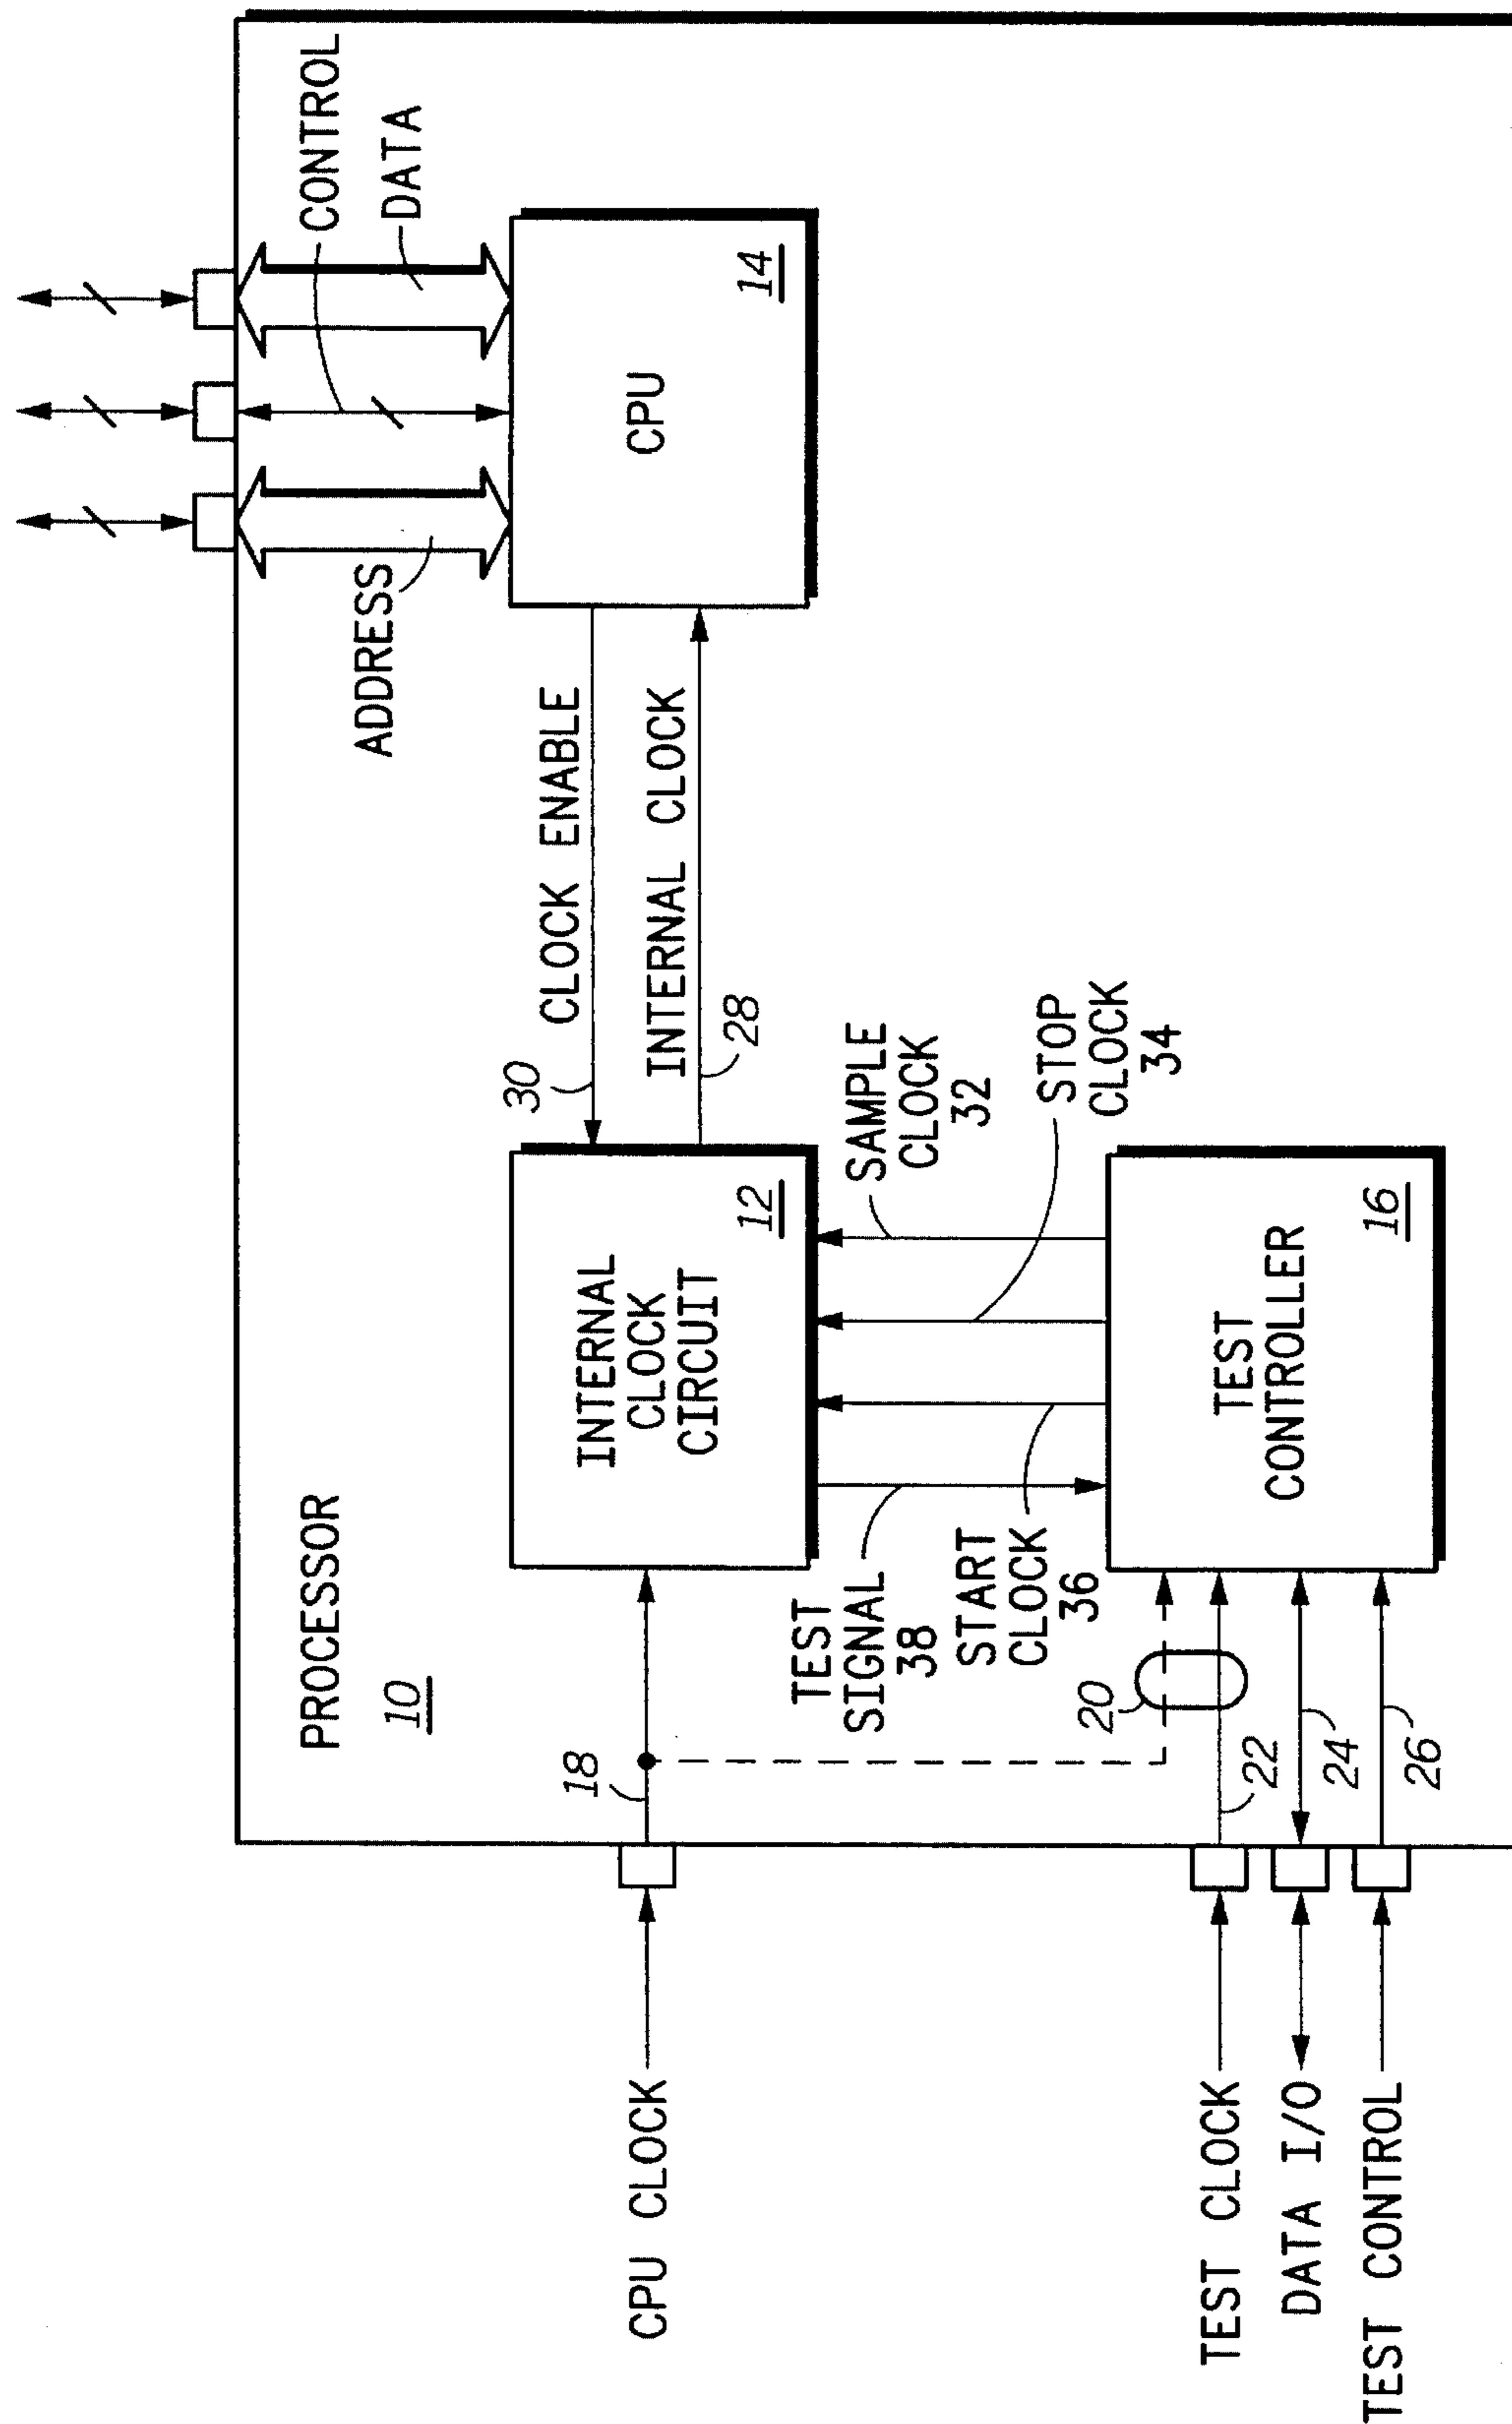 PROCESSOR
10
CONTROL
DATA
ADDRESS
CLOCK ENABLE
30
INTERNAL CLOCK
28
CPU
14
INTERNAL
CLOCK
CIRCUIT
12
CPU CLOCK
18
TEST
SIGNAL
38
START
CLOCK
36
SAMPLE
CLOCK
32
STOP
CLOCK
34
20
TEST
CONTROLLER
16
TEST CLOCK
22
DATA I/O
24
TEST CONTROL
26